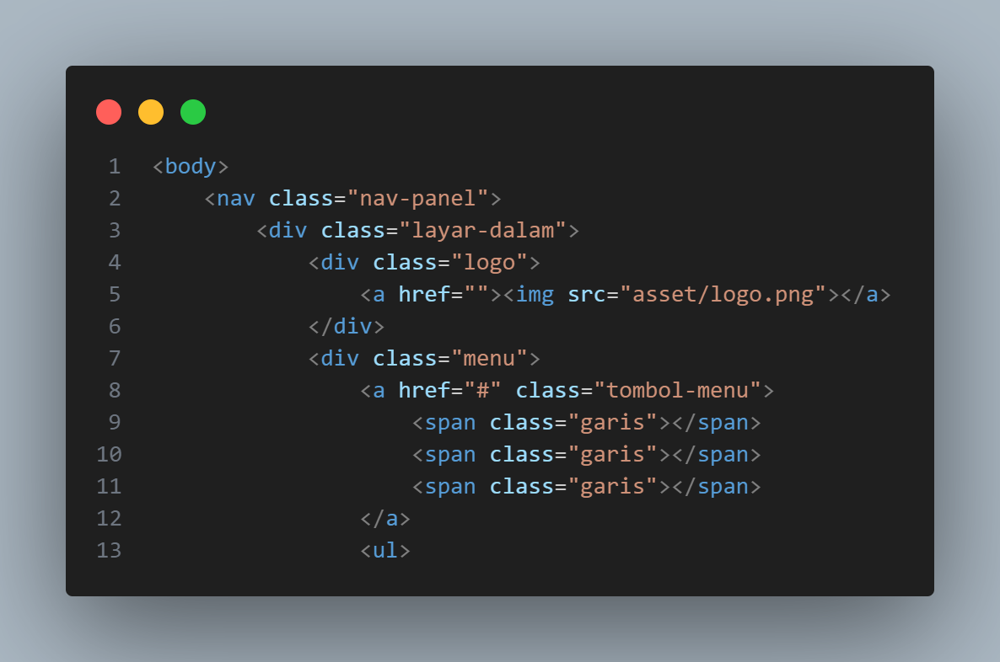 1 <body>
2 <nav class="nav-panel">
3 <div class="layar-dalam">
4 <div class="logo">
5 <a href=""><img src="asset/logo.png"></a>
6 </div>
7 <div class="menu">
8 <a href="#" class="tombol-menu">
9 <span class="garis"></span>
10 <span class="garis"></span>
11 <span class="garis"></span>
12 </a>
13 <ul>